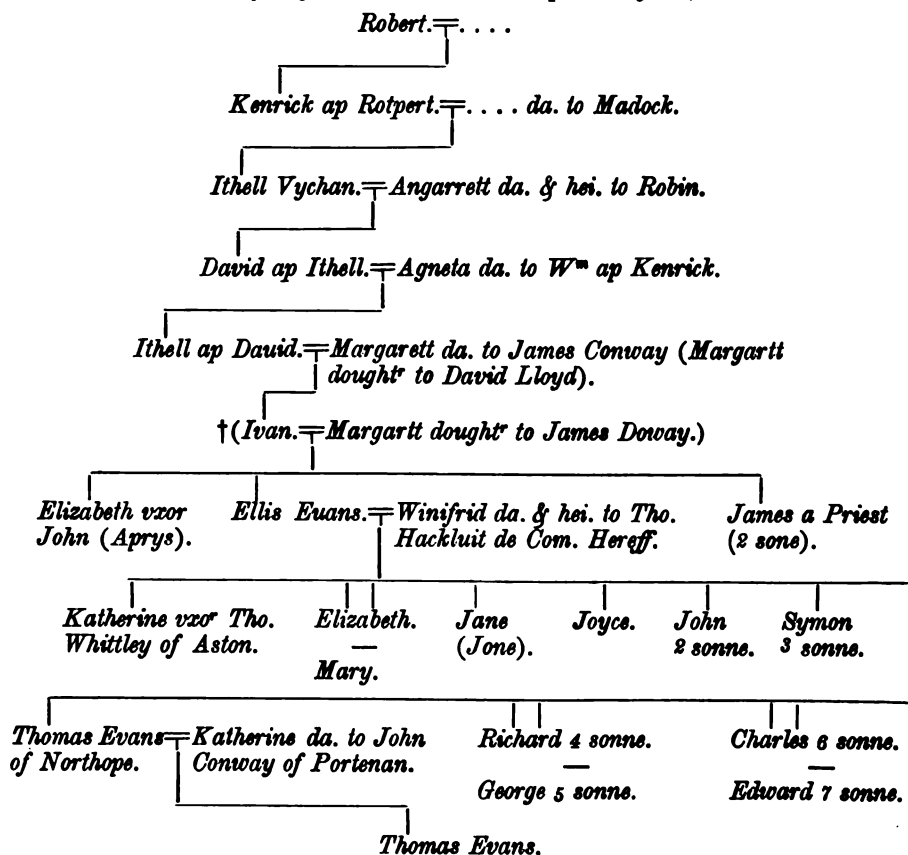 Robert.=. . . .
Kenrick ap Rotpert.=. . . . da. to Madock.
Ithell Vychan.=Angarrett da. & hei. to Robin.
David ap Ithell.=Agneta da. to Wᵐ ap Kenrick.
Ithell ap Dauid.=Margarett da. to James Conway (Margartt
doughtʳ to David Lloyd).
†(Ivan.=Margartt doughtʳ to James Doway.)
Elizabeth vxor
John (Aprys).
Ellis Euans.=Winifrid da. & hei. to Tho.
Hackluit de Com. Hereff.
James a Priest
(2 sone).
Katherine vxoʳ Tho.
Whittley of Aston.
Elizabeth.
—
Mary.
Jane
(Jone).
Joyce.
John
2 sonne.
Symon
3 sonne.
Thomas Evans=Katherine da. to John
of Northope. Conway of Portenan.
Richard 4 sonne.
—
George 5 sonne.
Charles 6 sonne.
—
Edward 7 sonne.
Thomas Evans.